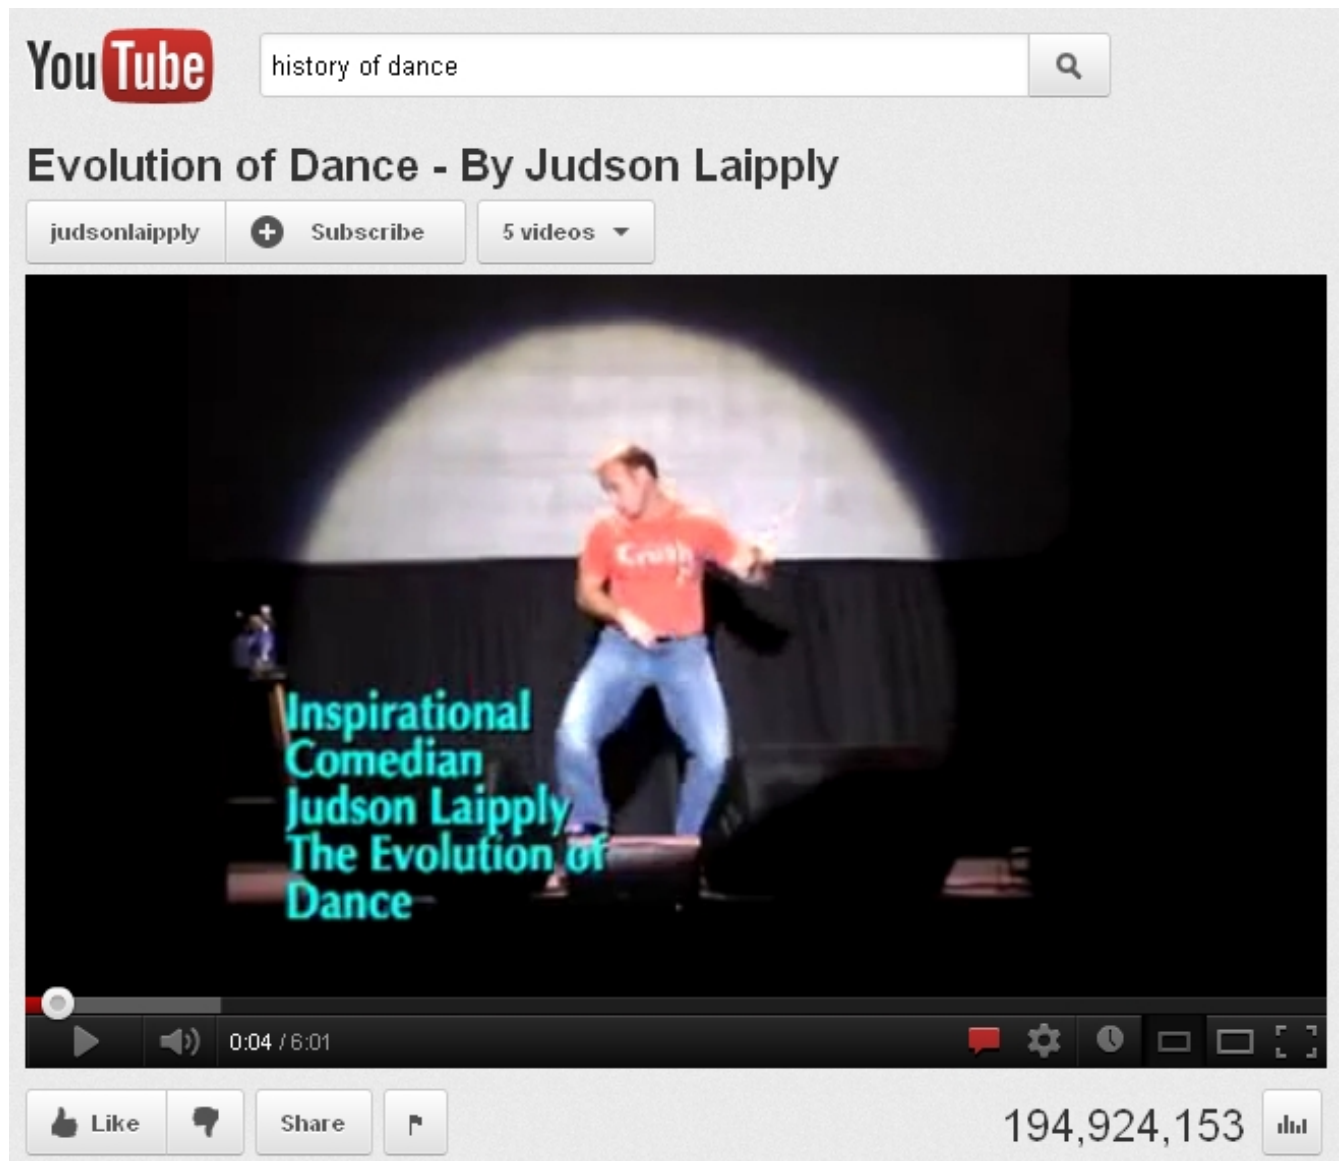 YouTube
history of dance
Evolution of Dance - By Judson Laipply
judsonlaipply Subscribe 5 videos
Crush
Inspirational
Comedian
Judson Laipply
The Evolution of
Dance
0:04 / 6:01
Like Share 194,924,153